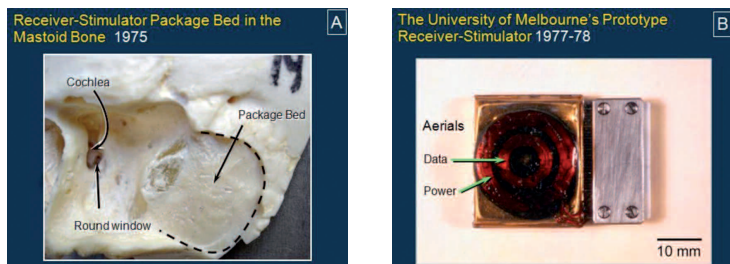 Receiver-Stimulator Package Bed in the
Mastoid Bone 1975
A
Cochlea
Package Bed
Round window
The University of Melbourne's Prototype
Receiver-Stimulator 1977-78
B
Aerials
Data
Power
10 mm